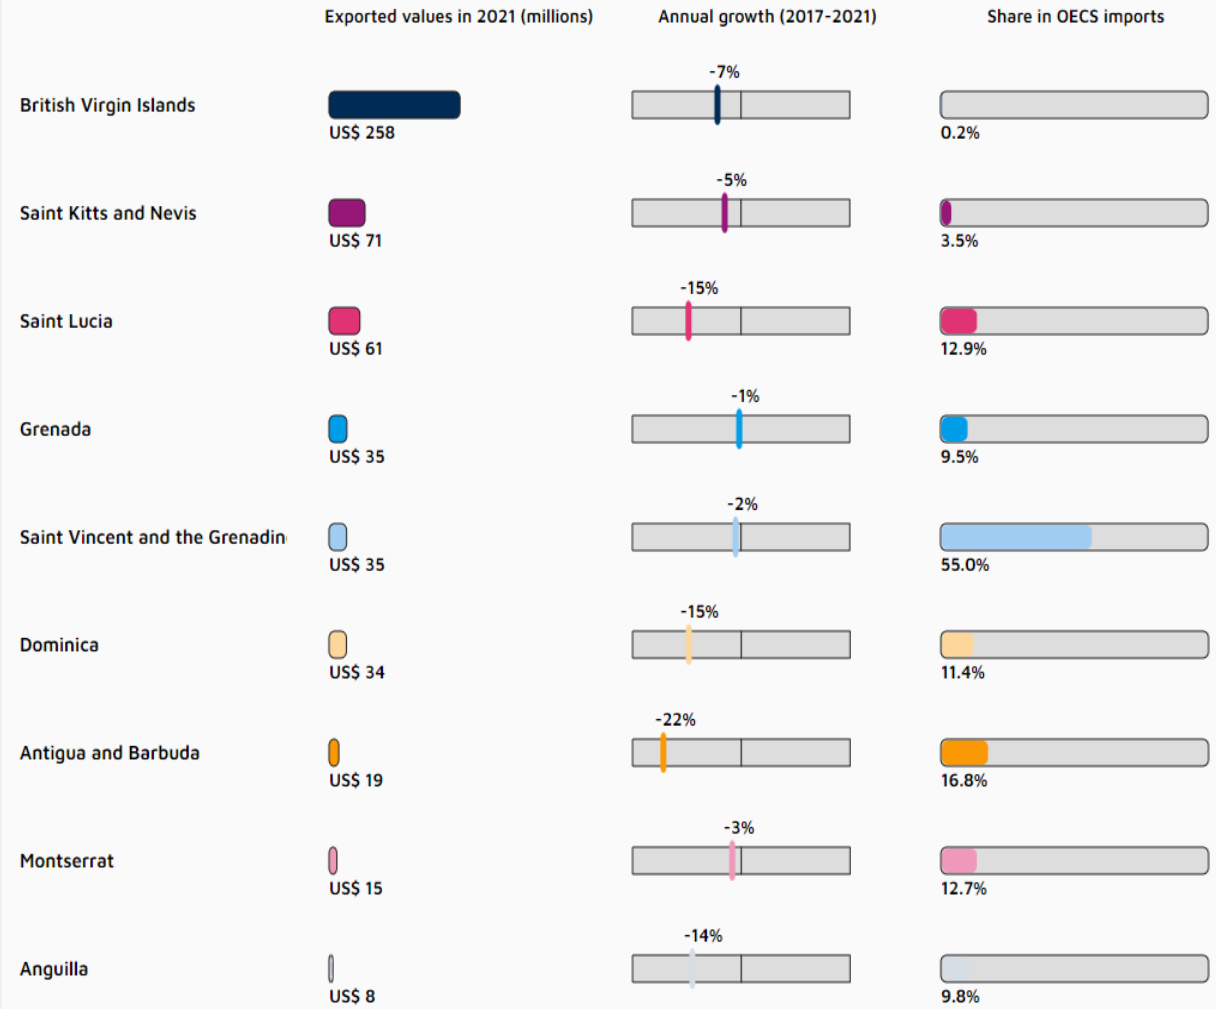 Exported values in 2021 (millions) Annual growth (2017-2021) Share in OECS imports
-7%
British Virgin Islands
US$ 258 0.2%
-5%
Saint Kitts and Nevis
US$ 71 3.5%
-15%
Saint Lucia
US$ 61 12.9%
-1%
Grenada
US$ 35 9.5%
-2%
Saint Vincent and the Grenadin
US$ 35 55.0%
-15%
Dominica
US$ 34 11.4%
-22%
Antigua and Barbuda
US$ 19 16.8%
-3%
Montserrat
US$ 15 12.7%
-14%
Anguilla
US$ 8 9.8%